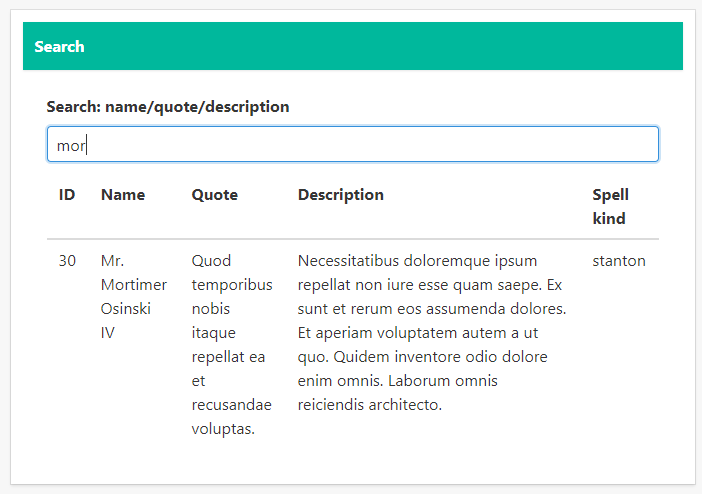 Search
Search: name/quote/description
mor
ID Name Quote Description Spell kind
30 Mr. Mortimer Osinski IV Quod temporibus nobis itaque repellat ea et recusandae voluptas. Necessitatibus doloremque ipsum repellat non iure esse quam saepe. Ex sunt et rerum eos assumenda dolores. Et aperiam voluptatem autem a ut quo. Quidem inventore odio dolore enim omnis. Laborum omnis reiciendis architecto. stanton